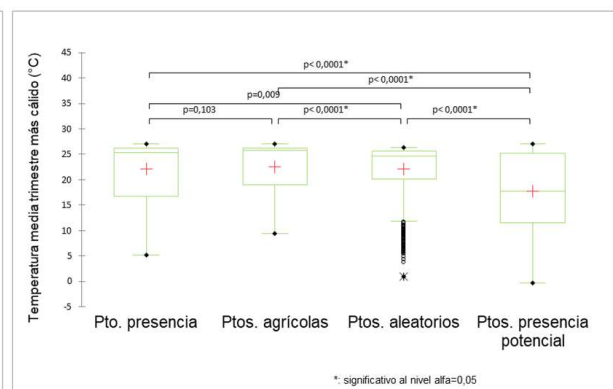 Temperatura media trimestre más cálido (°C)
45
40
35
30
25
20
15
10
5
0
-5
p< 0,0001*
p< 0,0001*
p=0,009
p=0,103
p< 0,0001*
p< 0,0001*
Pto. presencia
Ptos. agrícolas
Ptos. aleatorios
Ptos. presencia
potencial
*: significativo al nivel alfa=0,05